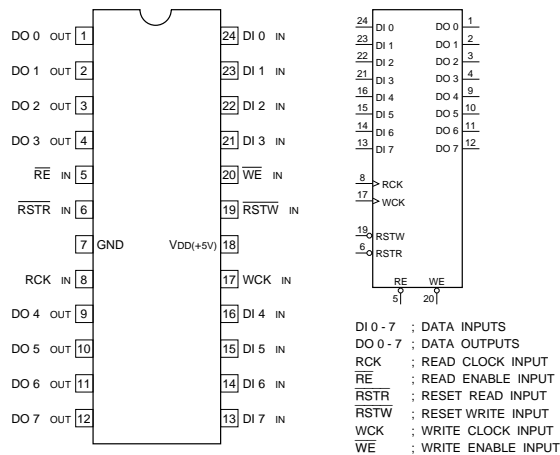 DO 0 OUT 1
24 DI 0 IN
DO 1 OUT 2
23 DI 1 IN
DO 2 OUT 3
22 DI 2 IN
DO 3 OUT 4
21 DI 3 IN
RE IN 5
20 WE IN
RSTR IN 6
19 RSTW IN
7 GND
VDD(+5V) 18
RCK IN 8
17 WCK IN
DO 4 OUT 9
16 DI 4 IN
DO 5 OUT 10
15 DI 5 IN
DO 6 OUT 11
14 DI 6 IN
DO 7 OUT 12
13 DI 7 IN
24 DI 0 DO 0 1
23 DI 1 DO 1 2
22 DI 2 DO 2 3
21 DI 3 DO 3 4
16 DI 4 DO 4 9
15 DI 5 DO 5 10
14 DI 6 DO 6 11
13 DI 7 DO 7 12
8 RCK
17 WCK
19 RSTW
6 RSTR
RE WE
5 20
DI 0 - 7 ; DATA INPUTS
DO 0 - 7 ; DATA OUTPUTS
RCK ; READ CLOCK INPUT
RE ; READ ENABLE INPUT
RSTR ; RESET READ INPUT
RSTW ; RESET WRITE INPUT
WCK ; WRITE CLOCK INPUT
WE ; WRITE ENABLE INPUT